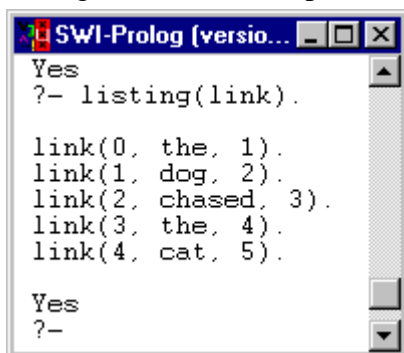 SWI-Prolog (versio...
Yes
?- listing(link).
link(0, the, 1).
link(1, dog, 2).
link(2, chased, 3).
link(3, the, 4).
link(4, cat, 5).
Yes
?-